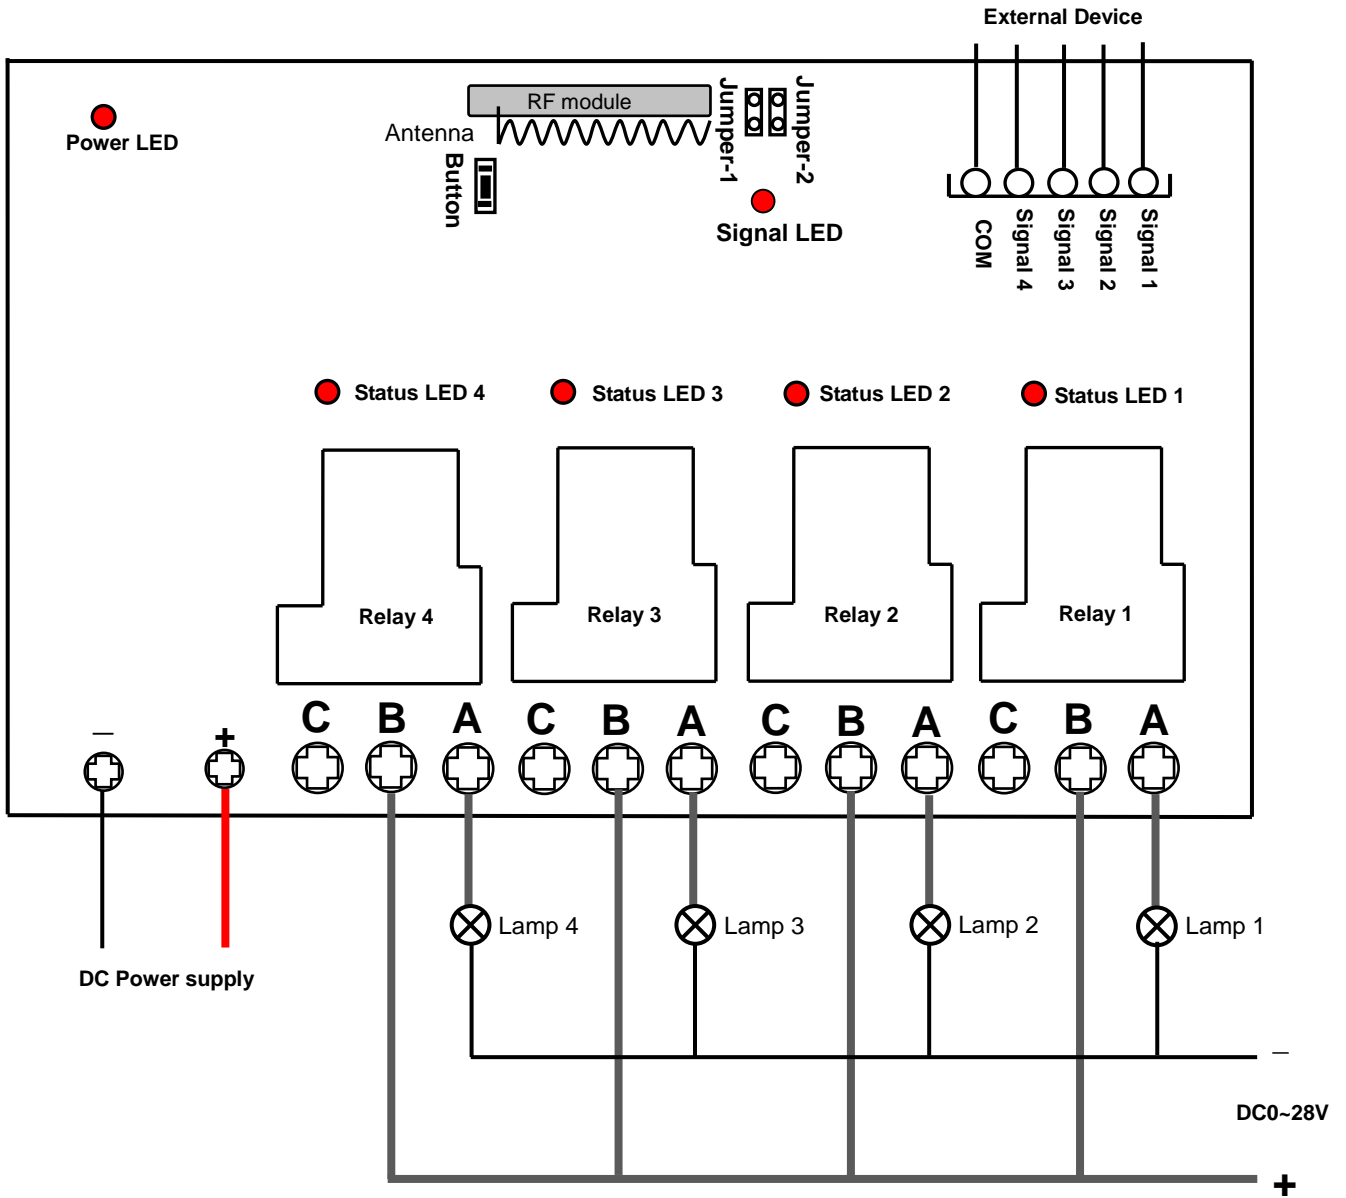 External Device
RF module
Antenna
Power LED
Button
Jumper-1
Jumper-2
Signal LED
COM
Signal 4
Signal 3
Signal 2
Signal 1
Status LED 4
Status LED 3
Status LED 2
Status LED 1
Relay 4
Relay 3
Relay 2
Relay 1
C B A C B A C B A C B A
– +
Lamp 4
Lamp 3
Lamp 2
Lamp 1
DC Power supply
–
DC0~28V
+